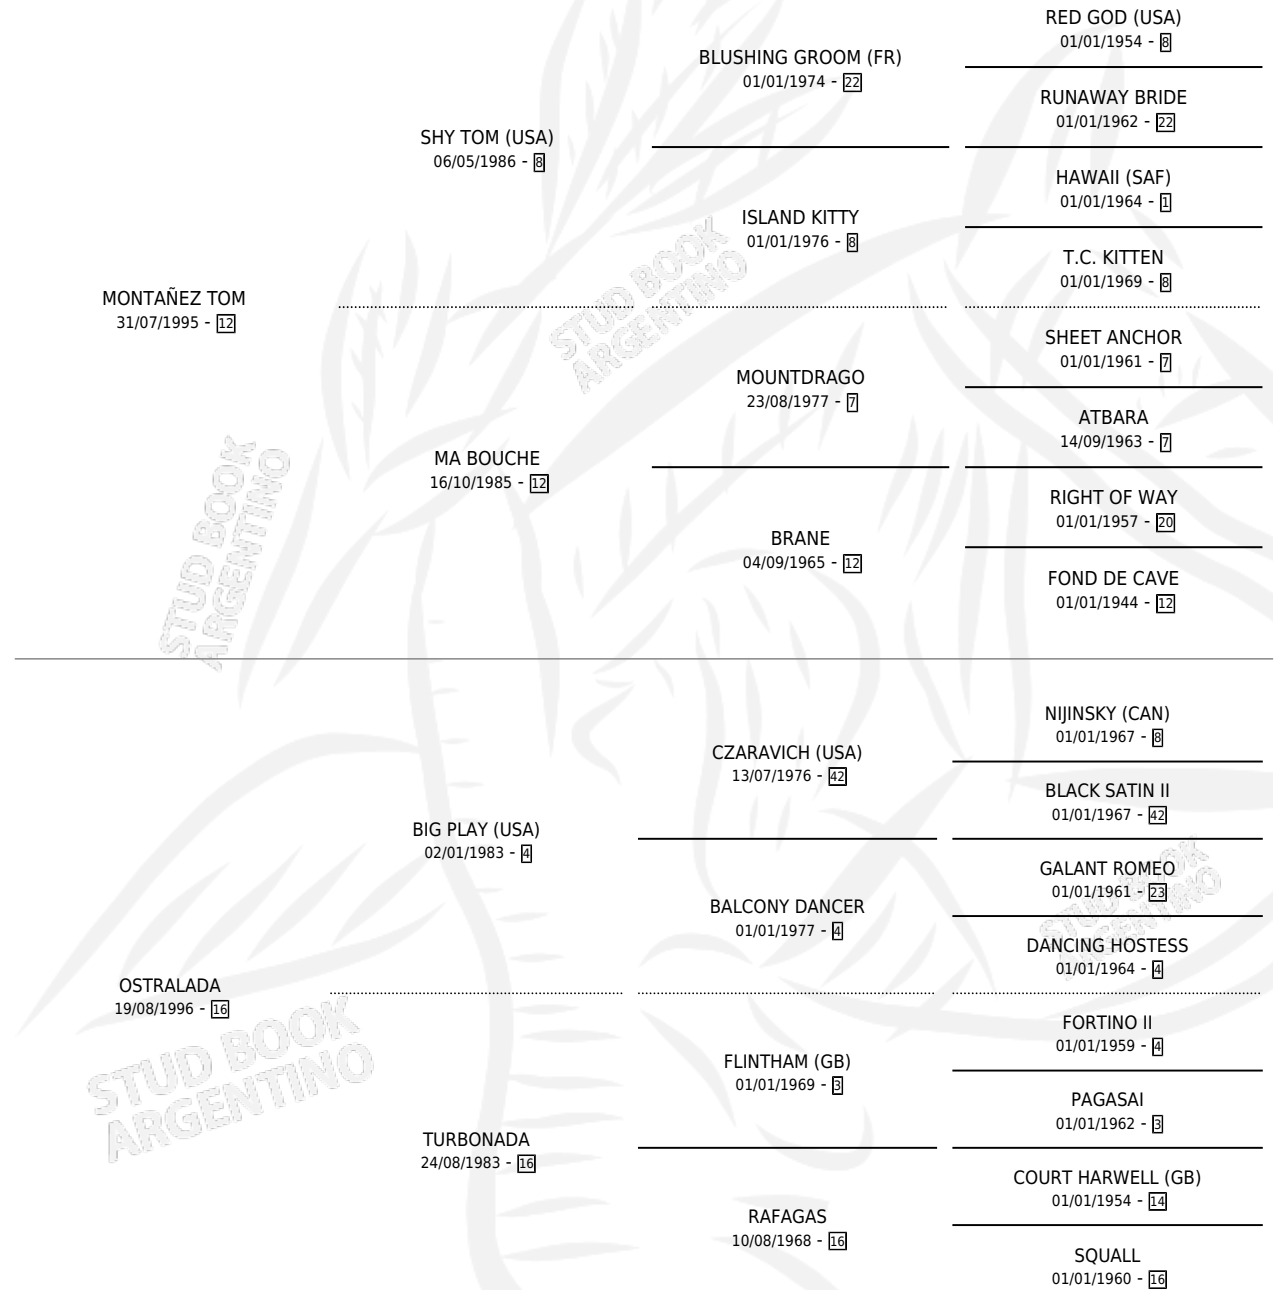 RED GOD (USA)
01/01/1954 - 8
BLUSHING GROOM (FR)
01/01/1974 - 22
RUNAWAY BRIDE
01/01/1962 - 22
SHY TOM (USA)
06/05/1986 - 8
HAWAII (SAF)
01/01/1964 - 1
ISLAND KITTY
01/01/1976 - 8
T.C. KITTEN
01/01/1969 - 8
MONTAÑEZ TOM
31/07/1995 - 12
SHEET ANCHOR
01/01/1961 - 7
MOUNTDRAGO
23/08/1977 - 7
ATBARA
14/09/1963 - 7
MA BOUCHE
16/10/1985 - 12
RIGHT OF WAY
01/01/1957 - 20
BRANE
04/09/1965 - 12
FOND DE CAVE
01/01/1944 - 12
NIJINSKY (CAN)
01/01/1967 - 8
CZARAVICH (USA)
13/07/1976 - 42
BLACK SATIN II
01/01/1967 - 42
BIG PLAY (USA)
02/01/1983 - 4
GALANT ROMEO
01/01/1961 - 23
BALCONY DANCER
01/01/1977 - 4
DANCING HOSTESS
01/01/1964 - 4
OSTRALADA
19/08/1996 - 16
FORTINO II
01/01/1959 - 4
FLINTHAM (GB)
01/01/1969 - 3
PAGASAI
01/01/1962 - 3
TURBONADA
24/08/1983 - 16
COURT HARWELL (GB)
01/01/1954 - 14
RAFAGAS
10/08/1968 - 16
SQUALL
01/01/1960 - 16
STUD BOOK
ARGENTINO
STUD BOOK
ARGENTINO
STUD BOOK
ARGENTINO
STUD BOOK
ARGENTINO